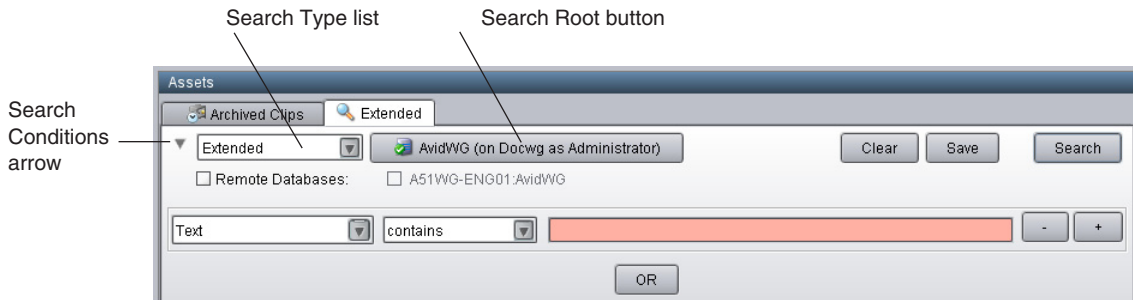 Search Type list
Search Root button
Search
Conditions
arrow
Assets
Archived Clips
Extended
Extended
AvidWG (on Docwg as Administrator)
Clear
Save
Search
Remote Databases:
A51WG-ENG01:AvidWG
Text
contains
-
+
OR